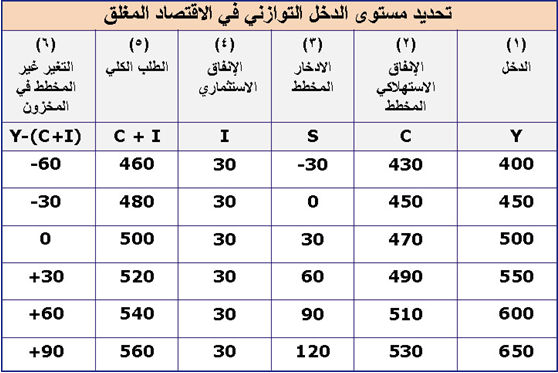 تحديد مستوى الدخل التوازني في الاقتصاد المغلق
(١) (٢) (٣) (٤) (٥) (٦)
الدخل الإنفاق الاستهلاكي المخطط الادخار المخطط الإنفاق الاستثماري الطلب الكلي التغير غير المخطط في المخزون
Y C S I C + I Y-(C+I)
400 430 -30 30 460 -60
450 450 0 30 480 -30
500 470 30 30 500 0
550 490 60 30 520 +30
600 510 90 30 540 +60
650 530 120 30 560 +90